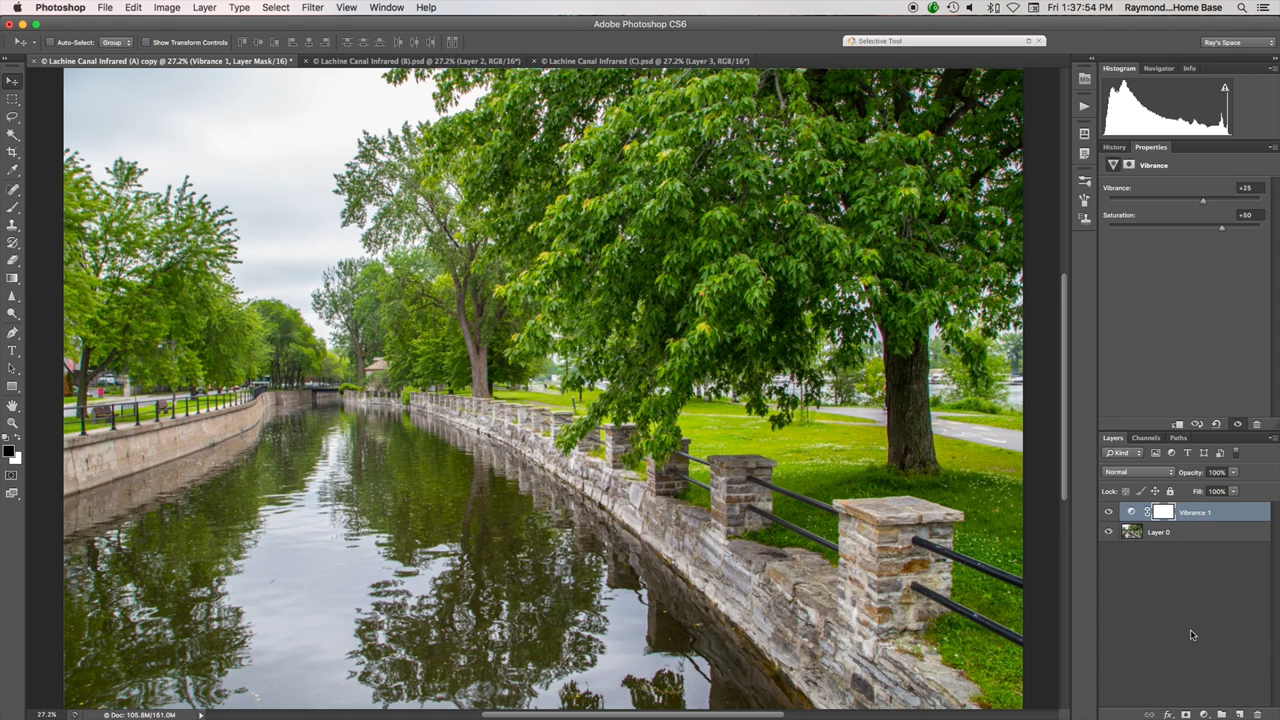 Photoshop File Edit Image Layer Type Select Filter View Window Help Fri 1:37:54 PM Raymond...Home Base
Adobe Photoshop CS6
Auto-Select: Group Show Transform Controls Selective Tool Ray's Space
© Lachine Canal Infrared (A) copy @ 27.2% (Vibrance 1, Layer Mask/16) * © Lachine Canal Infrared (B).psd @ 27.2% (Layer 2, RGB/16*) © Lachine Canal Infrared (C).psd @ 27.2% (Layer 3, RGB/16*)
Histogram Navigator Info
Mb
History Properties
Vibrance
Vibrance: +25
Saturation: +50
Layers Channels Paths
Kind
Normal Opacity: 100%
Lock: Fill: 100%
Vibrance 1
Layer 0
27.2% Doc: 105.8M/161.0M